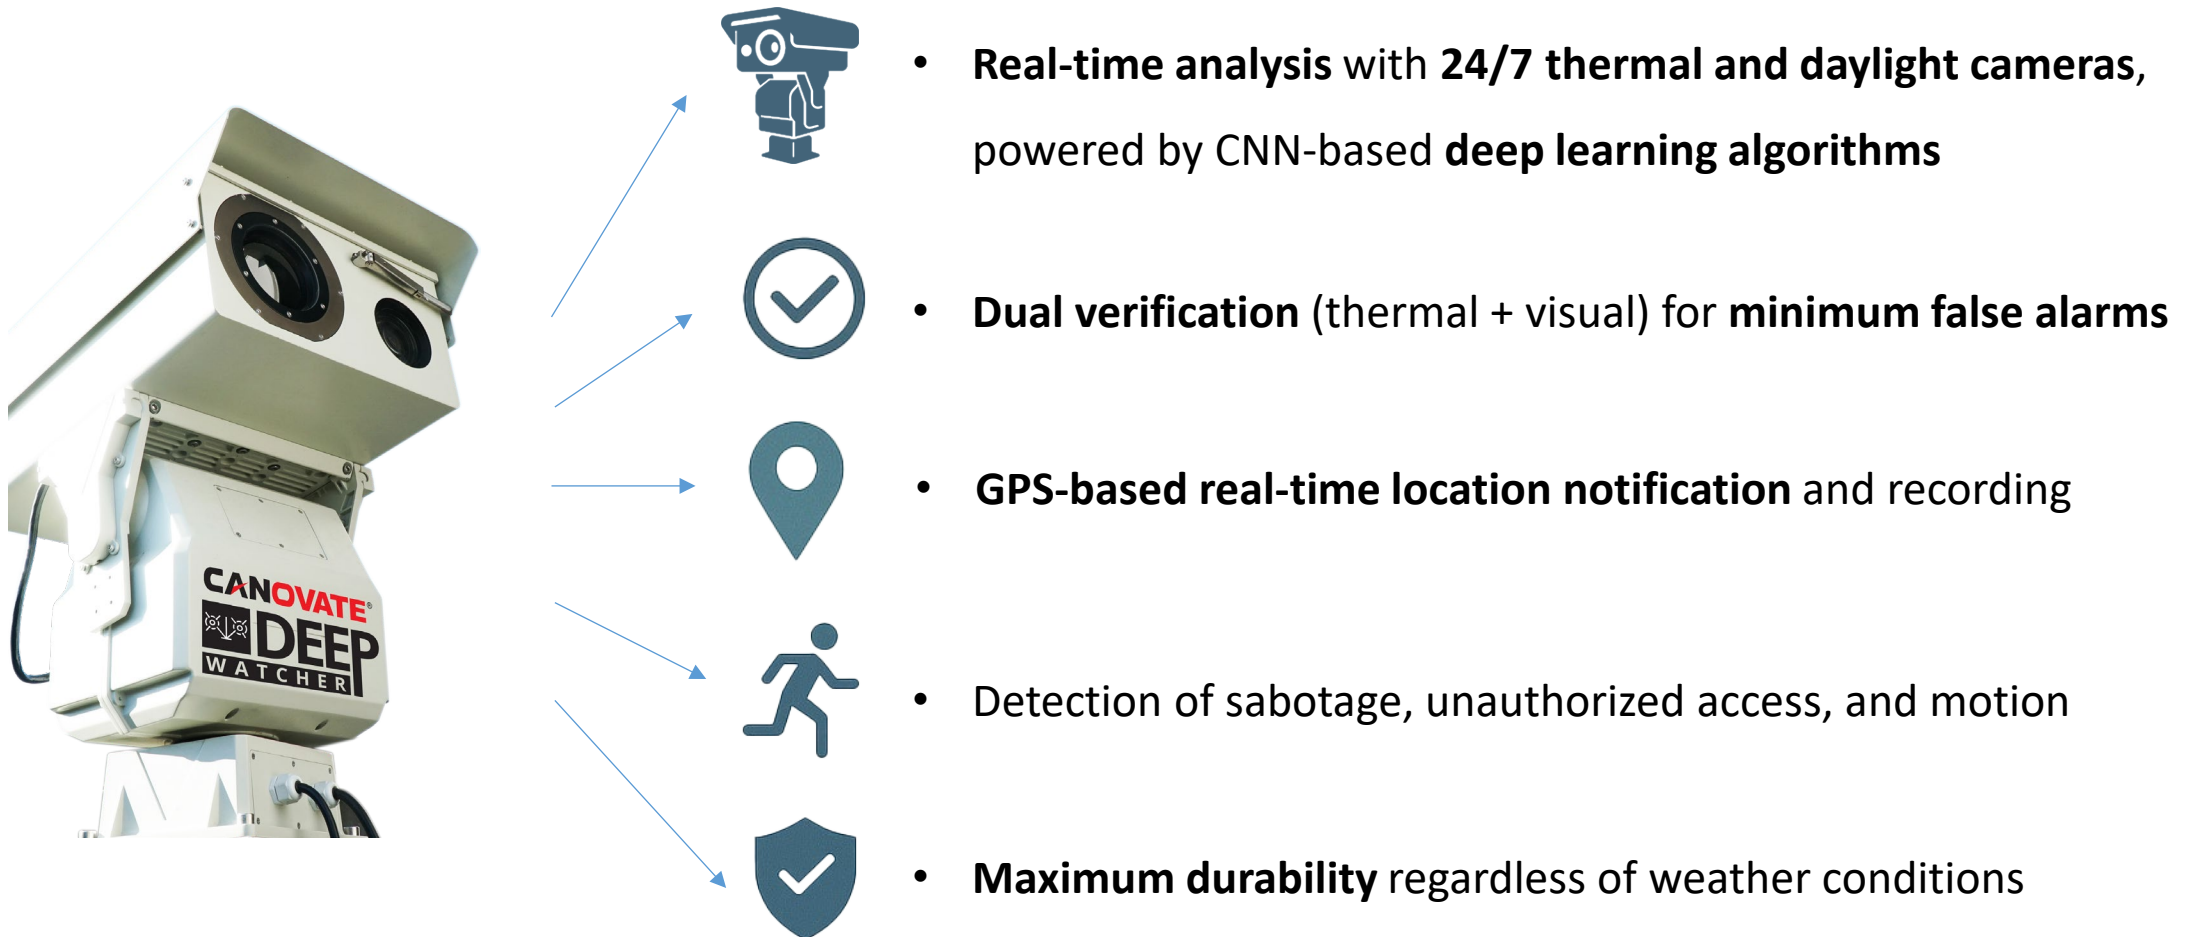 • Real-time analysis with 24/7 thermal and daylight cameras,
powered by CNN-based deep learning algorithms
• Dual verification (thermal + visual) for minimum false alarms
• GPS-based real-time location notification and recording
CANOVATE®
DEEP
WATCHER
• Detection of sabotage, unauthorized access, and motion
• Maximum durability regardless of weather conditions